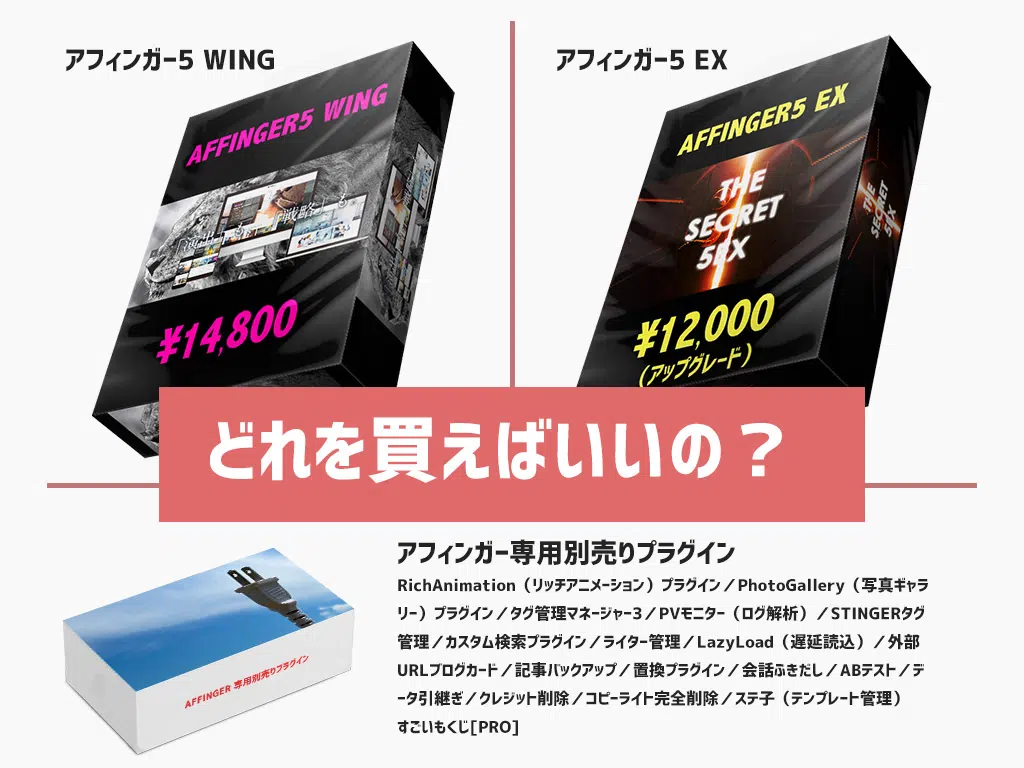 アフィンガー5 WING
AFFINGER5 WING
「演出」も「戦略」も
¥14,800
アフィンガー5 EX
AFFINGER5 EX
THE
SECRET
5EX
THE
SECRET
5EX
¥12,000
(アップグレード)
どれを買えばいいの？
アフィンガー専用別売りプラグイン
RichAnimation（リッチアニメーション）プラグイン／PhotoGallery（写真ギャラ
リー）プラグイン／タグ管理マネージャー3／PVモニター（ログ解析）／STINGERタグ
管理／カスタム検索プラグイン／ライター管理／LazyLoad（遅延読込）／外部
URLブログカード／記事バックアップ／置換プラグイン／会話ふきだし／ABテスト／デ
ータ引継ぎ／クレジット削除／コピーライト完全削除／ステ子（テンプレート管理）
すごいもくじ[PRO]
AFFINGER 専用別売りプラグイン